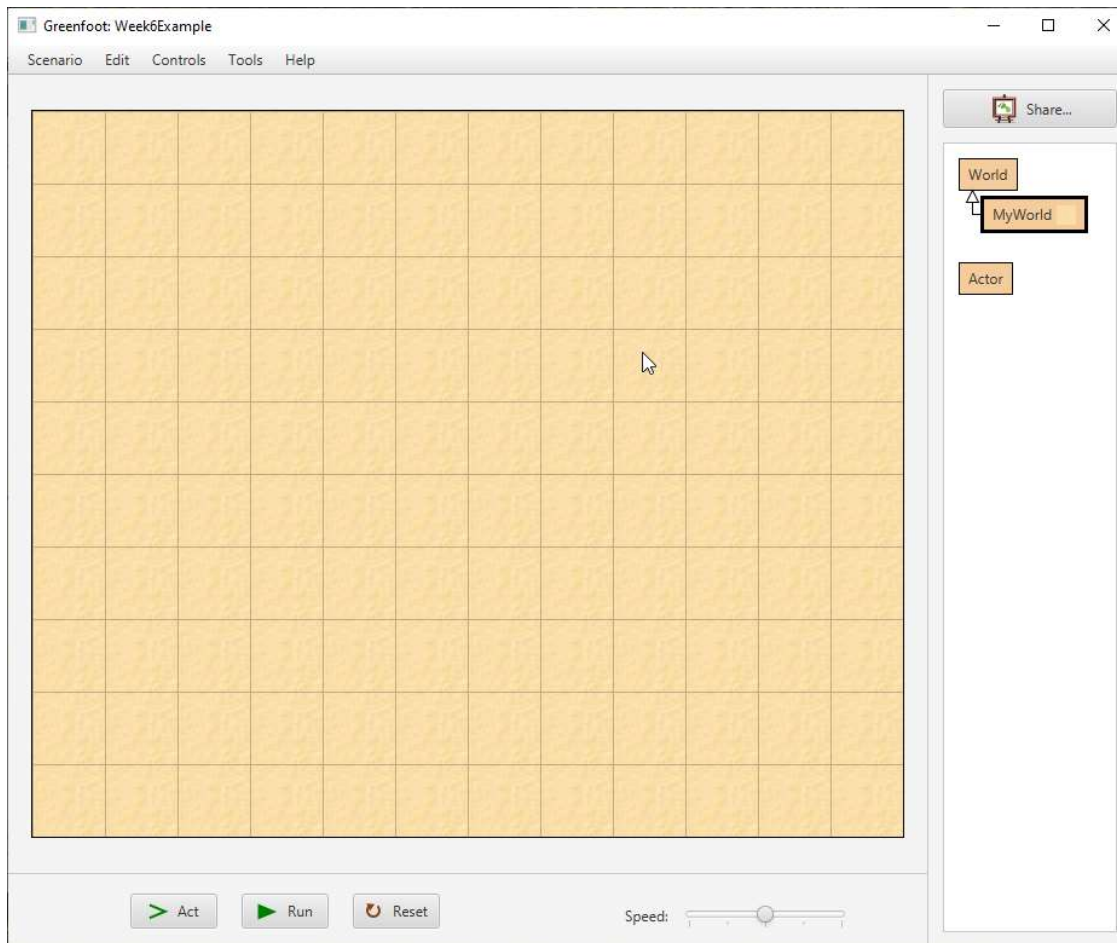 Greenfoot: Week6Example
Scenario Edit Controls Tools Help
Share...
World
MyWorld
Actor
Act Run Reset Speed: